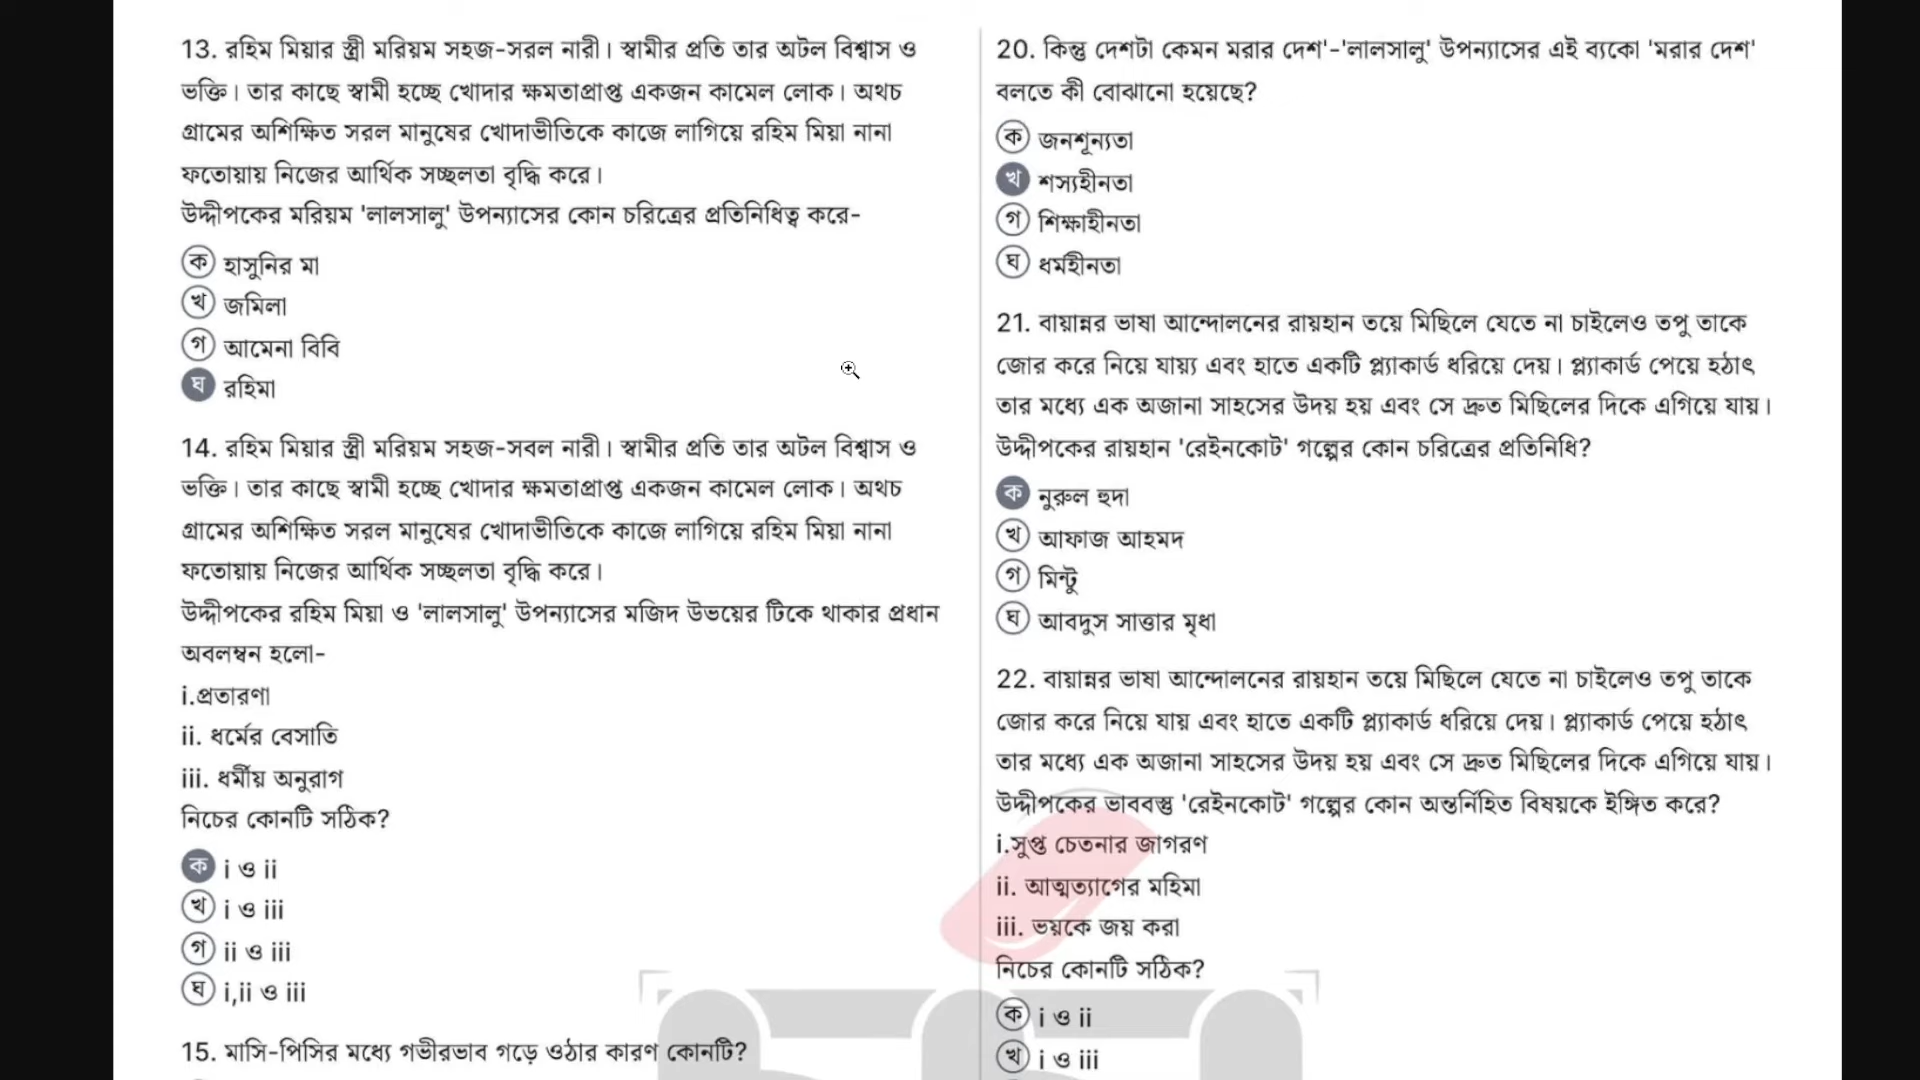 13. রহিম মিয়ার স্ত্রী মরিয়ম সহজ-সরল নারী। স্বামীর প্রতি তার অটল বিশ্বাস ও
ভক্তি। তার কাছে স্বামী হচ্ছে খোদার ক্ষমতাপ্রাপ্ত একজন কামেল লোক। অথচ
গ্রামের অশিক্ষিত সরল মানুষের খোদাভীতিকে কাজে লাগিয়ে রহিম মিয়া নানা
ফতোয়ায় নিজের আর্থিক সচ্ছলতা বৃদ্ধি করে।
উদ্দীপকের মরিয়ম 'লালসালু' উপন্যাসের কোন চরিত্রের প্রতিনিধিত্ব করে-
ক হাসুনির মা
খ জমিলা
গ আমেনা বিবি
ঘ রহিমা
14. রহিম মিয়ার স্ত্রী মরিয়ম সহজ-সবল নারী। স্বামীর প্রতি তার অটল বিশ্বাস ও
ভক্তি। তার কাছে স্বামী হচ্ছে খোদার ক্ষমতাপ্রাপ্ত একজন কামেল লোক। অথচ
গ্রামের অশিক্ষিত সরল মানুষের খোদাভীতিকে কাজে লাগিয়ে রহিম মিয়া নানা
ফতোয়ায় নিজের আর্থিক সচ্ছলতা বৃদ্ধি করে।
উদ্দীপকের রহিম মিয়া ও 'লালসালু' উপন্যাসের মজিদ উভয়ের টিকে থাকার প্রধান
অবলম্বন হলো-
i.প্রতারণা
ii. ধর্মের বেসাতি
iii. ধর্মীয় অনুরাগ
নিচের কোনটি সঠিক?
ক i ও ii
খ i ও iii
গ ii ও iii
ঘ i,ii ও iii
15. মাসি-পিসির মধ্যে গভীরভাব গড়ে ওঠার কারণ কোনটি?
20. কিন্তু দেশটা কেমন মরার দেশ'-'লালসালু' উপন্যাসের এই ব্যকো 'মরার দেশ'
বলতে কী বোঝানো হয়েছে?
ক জনশূন্যতা
খ শস্যহীনতা
গ শিক্ষাহীনতা
ঘ ধর্মহীনতা
21. বায়ান্নর ভাষা আন্দোলনের রায়হান তয়ে মিছিলে যেতে না চাইলেও তপু তাকে
জোর করে নিয়ে যায়্য এবং হাতে একটি প্ল্যাকার্ড ধরিয়ে দেয়। প্ল্যাকার্ড পেয়ে হঠাৎ
তার মধ্যে এক অজানা সাহসের উদয় হয় এবং সে দ্রুত মিছিলের দিকে এগিয়ে যায়।
উদ্দীপকের রায়হান 'রেইনকোট' গল্পের কোন চরিত্রের প্রতিনিধি?
ক নুরুল হুদা
খ আফাজ আহমদ
গ মিন্টু
ঘ আবদুস সাত্তার মৃধা
22. বায়ান্নর ভাষা আন্দোলনের রায়হান তয়ে মিছিলে যেতে না চাইলেও তপু তাকে
জোর করে নিয়ে যায় এবং হাতে একটি প্ল্যাকার্ড ধরিয়ে দেয়। প্ল্যাকার্ড পেয়ে হঠাৎ
তার মধ্যে এক অজানা সাহসের উদয় হয় এবং সে দ্রুত মিছিলের দিকে এগিয়ে যায়।
উদ্দীপকের ভাববস্তু 'রেইনকোট' গল্পের কোন অন্তর্নিহিত বিষয়কে ইঙ্গিত করে?
i.সুপ্ত চেতনার জাগরণ
ii. আত্মত্যাগের মহিমা
iii. ভয়কে জয় করা
নিচের কোনটি সঠিক?
ক i ও ii
খ i ও iii